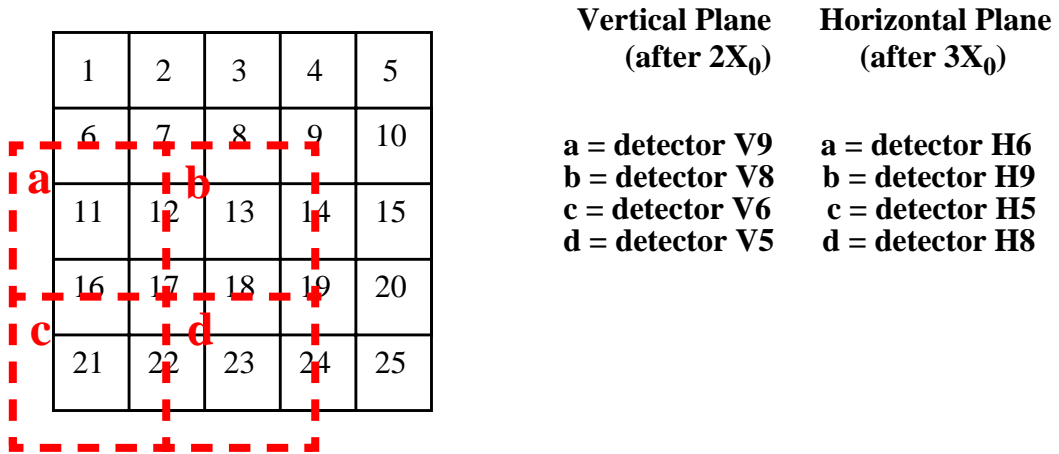 Vertical Plane Horizontal Plane
(after 2X0) (after 3X0)
1 2 3 4 5
6 7 8 9 10
a b
11 12 13 14 15
16 17 18 19 20
c d
21 22 23 24 25
a = detector V9 a = detector H6
b = detector V8 b = detector H9
c = detector V6 c = detector H5
d = detector V5 d = detector H8